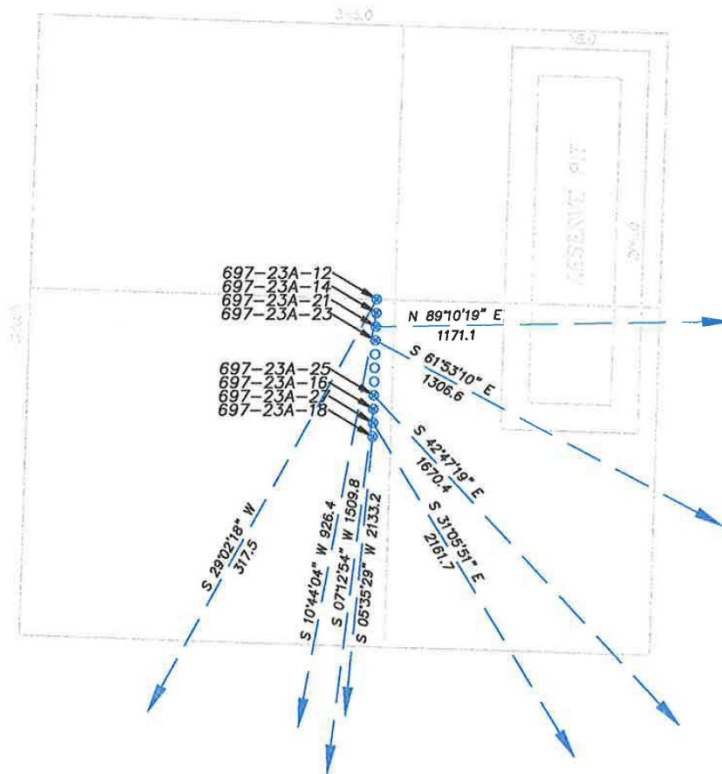 697-23A-12
697-23A-14
697-23A-21
697-23A-23
N 89°10'19" E
1171.1
S 61°53'10" E
1306.6
RESERVE PIT
697-23A-25
697-23A-16
697-23A-27
697-23A-18
S 42°47'19" E
1670.4
S 31°05'51" E
2161.7
S 29°02'18" W
317.5
S 10°44'04" W 926.4
S 07°12'54" W 1509.8
S 05°35'29" W 2133.2